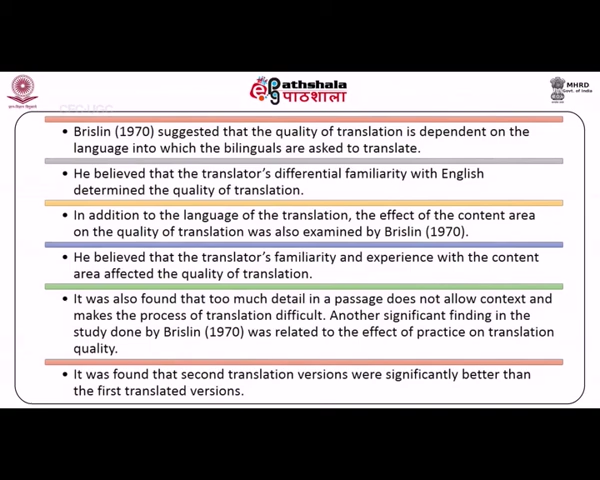 Pathshala
पाठशाला
MHRD
Govt. of India
CEC UGC
• Brislin (1970) suggested that the quality of translation is dependent on the
language into which the bilinguals are asked to translate.
• He believed that the translator's differential familiarity with English
determined the quality of translation.
• In addition to the language of the translation, the effect of the content area
on the quality of translation was also examined by Brislin (1970).
• He believed that the translator's familiarity and experience with the content
area affected the quality of translation.
• It was also found that too much detail in a passage does not allow context and
makes the process of translation difficult. Another significant finding in the
study done by Brislin (1970) was related to the effect of practice on translation
quality.
• It was found that second translation versions were significantly better than
the first translated versions.